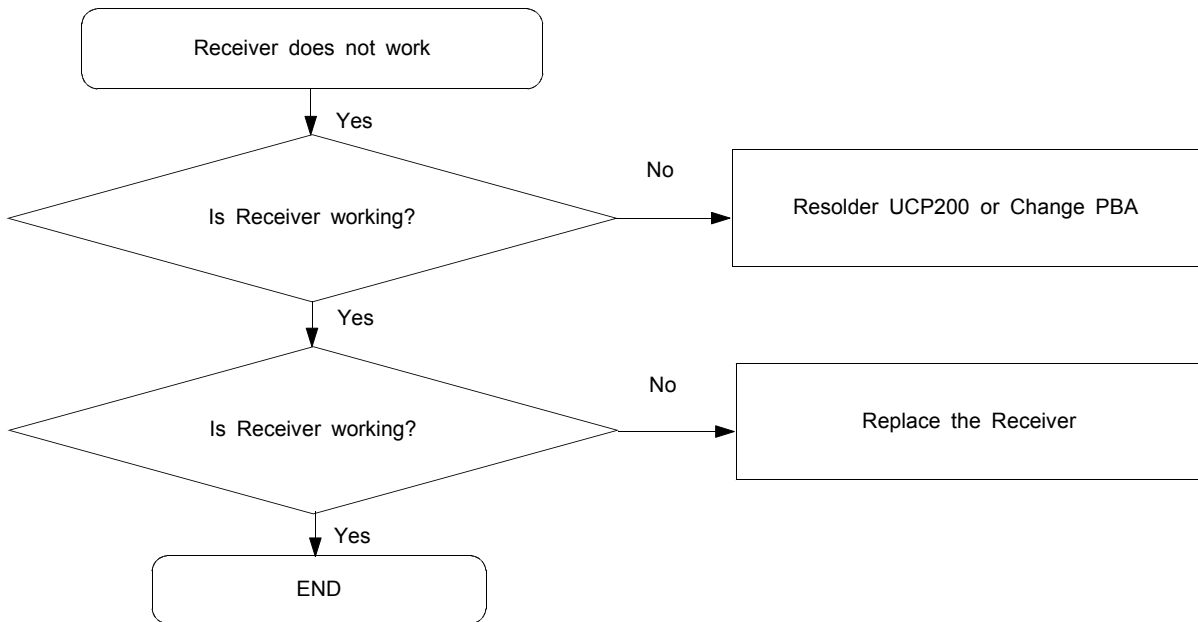 Receiver does not work
Yes
Is Receiver working?
No
Resolder UCP200 or Change PBA
Yes
Is Receiver working?
No
Replace the Receiver
Yes
END